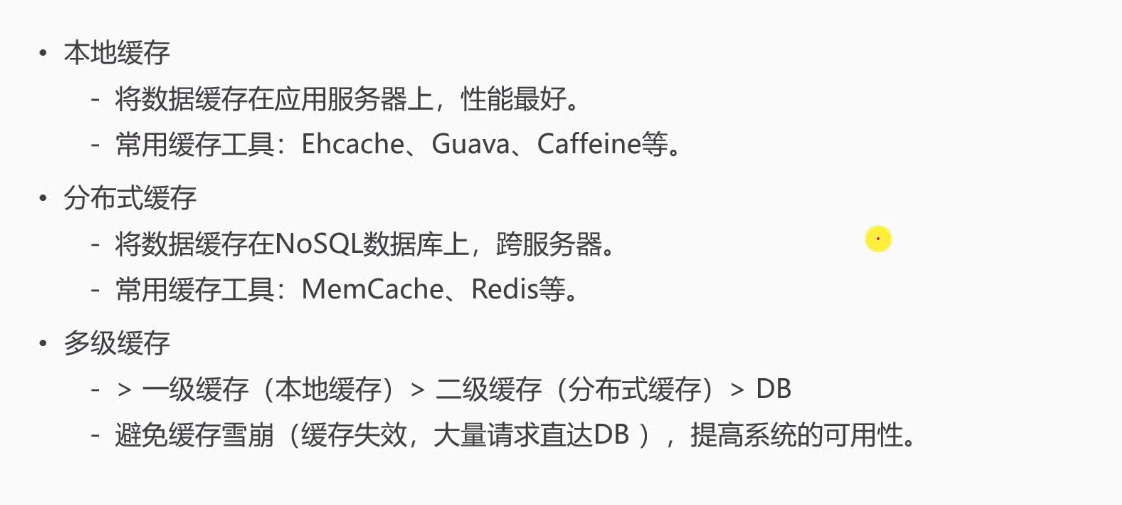 • 本地缓存
- 将数据缓存在应用服务器上，性能最好。
- 常用缓存工具：Ehcache、Guava、Caffeine等。
• 分布式缓存
- 将数据缓存在NoSQL数据库上，跨服务器。
- 常用缓存工具：MemCache、Redis等。
• 多级缓存
- > 一级缓存（本地缓存）> 二级缓存（分布式缓存）> DB
- 避免缓存雪崩（缓存失效，大量请求直达DB ），提高系统的可用性。